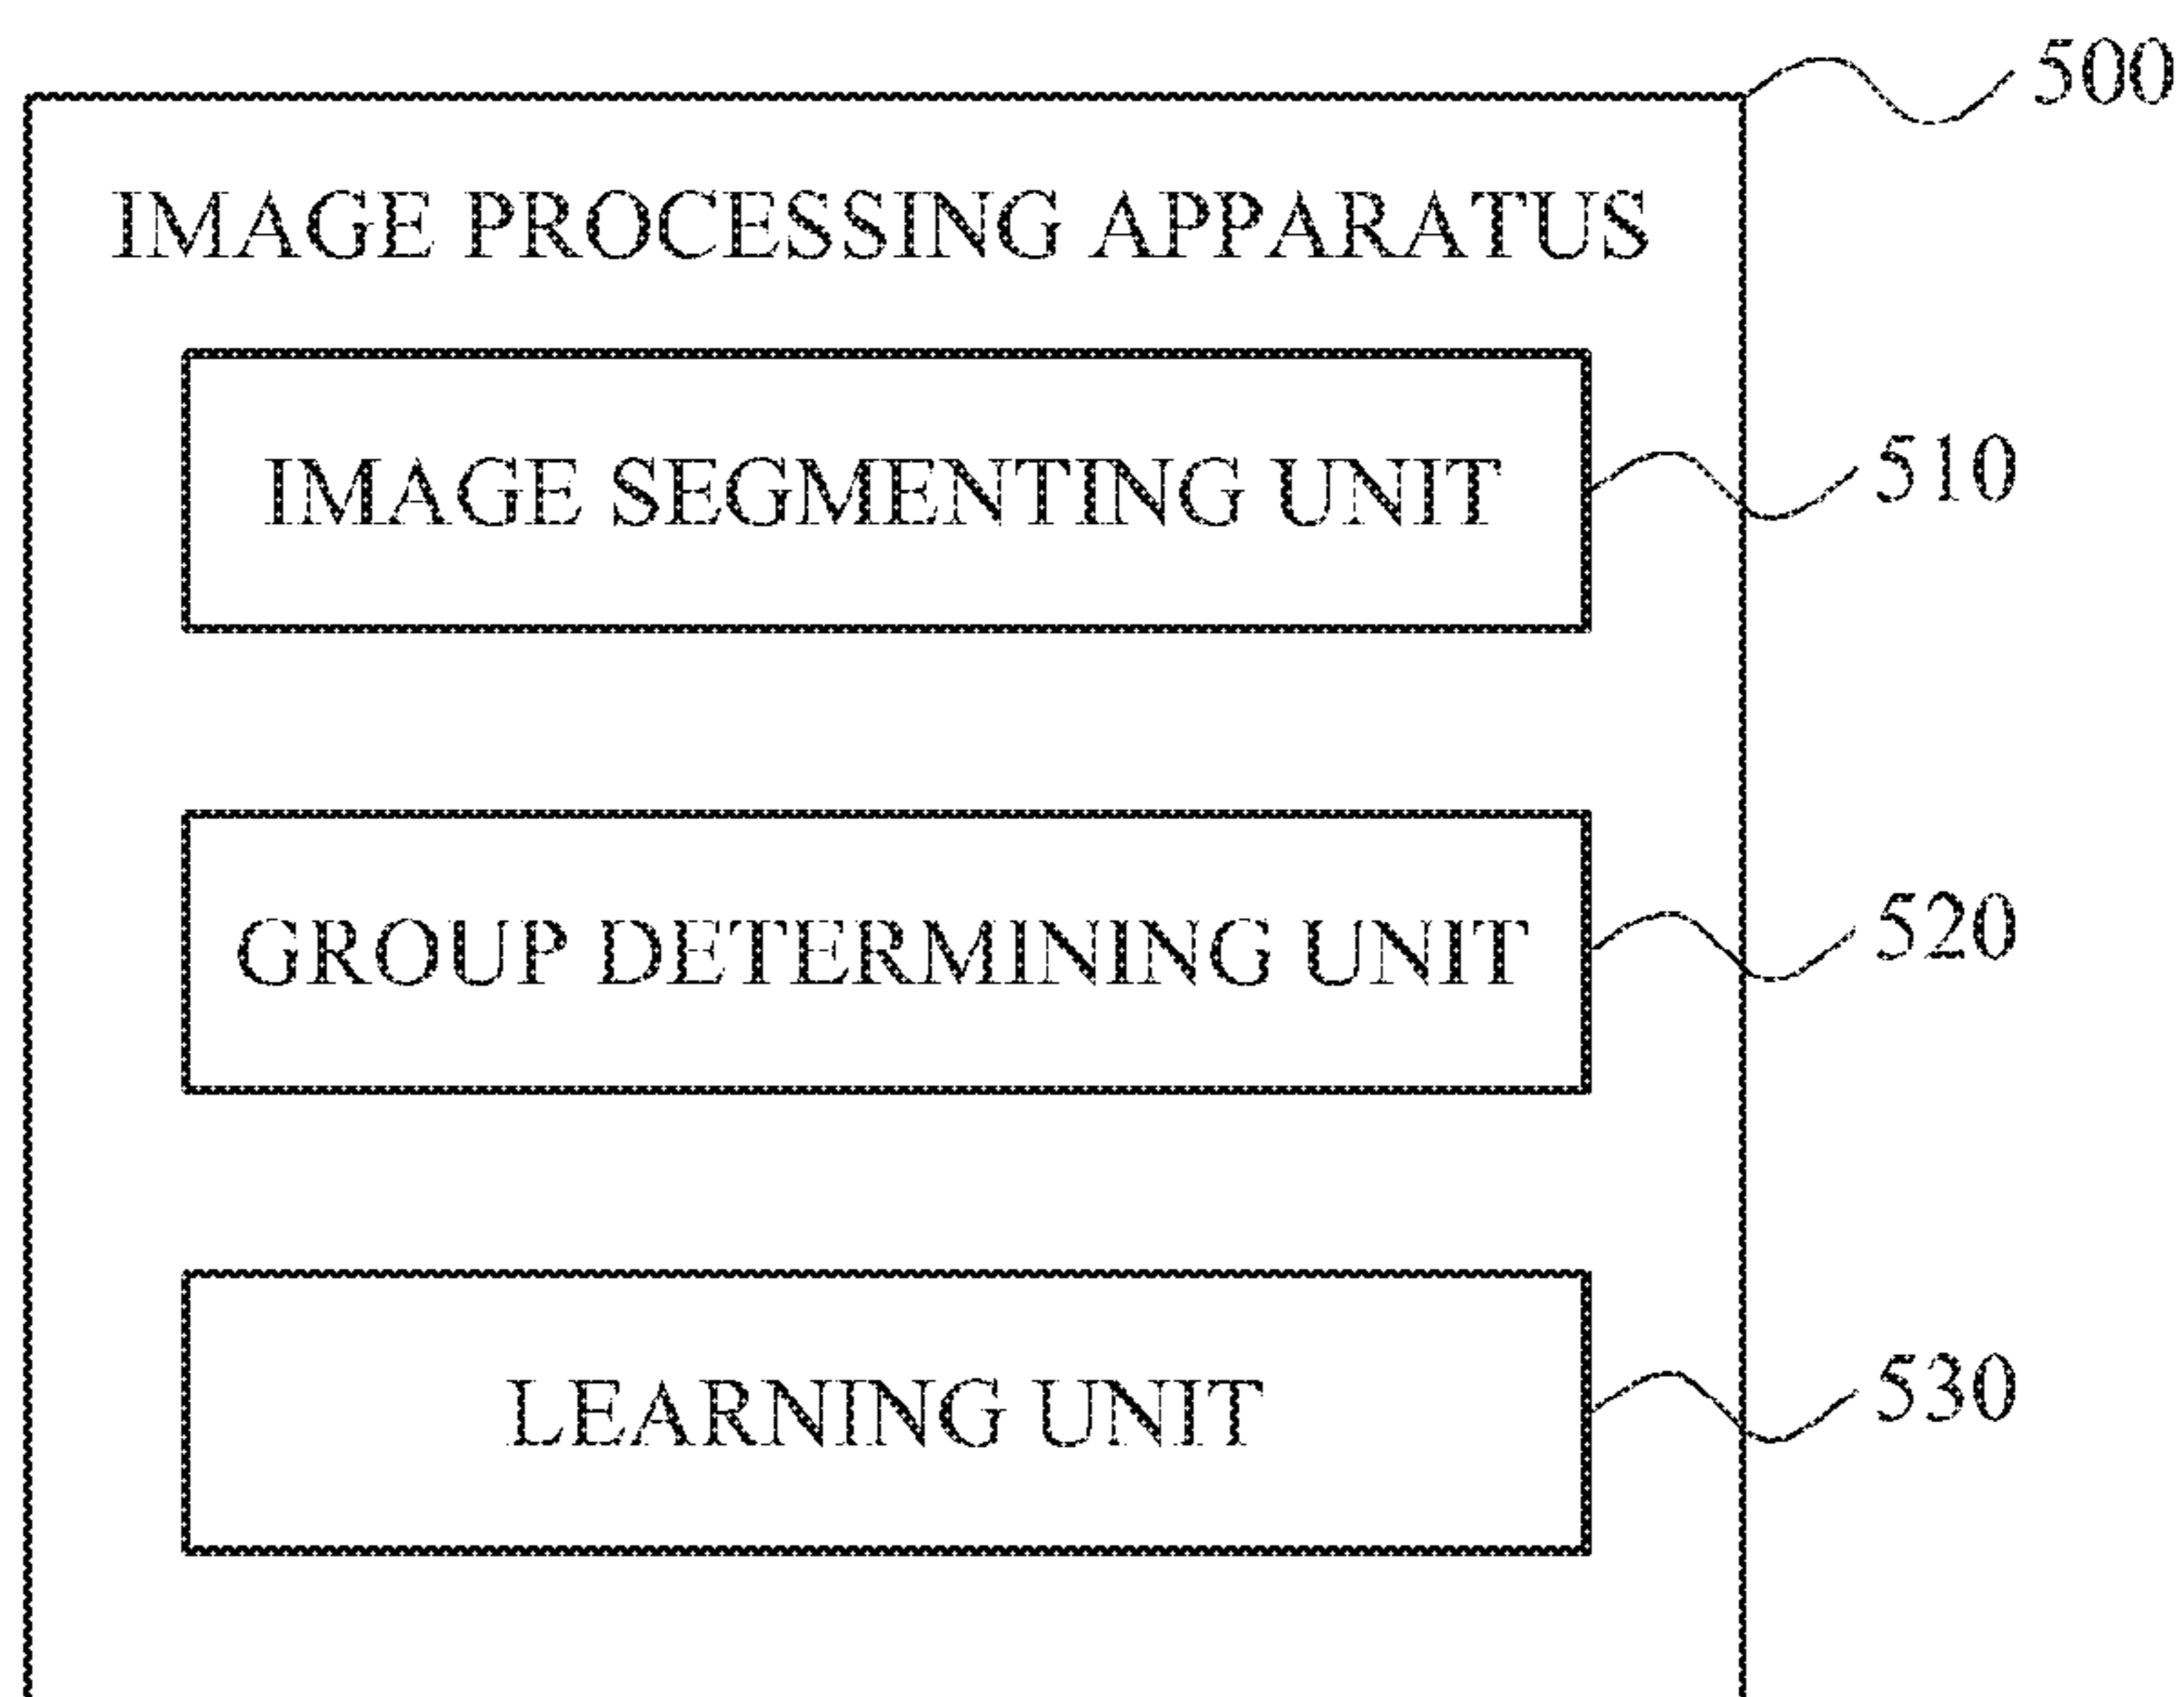 500
IMAGE PROCESSING APPARATUS
IMAGE SEGMENTING UNIT
510
GROUP DETERMINING UNIT
520
LEARNING UNIT
530